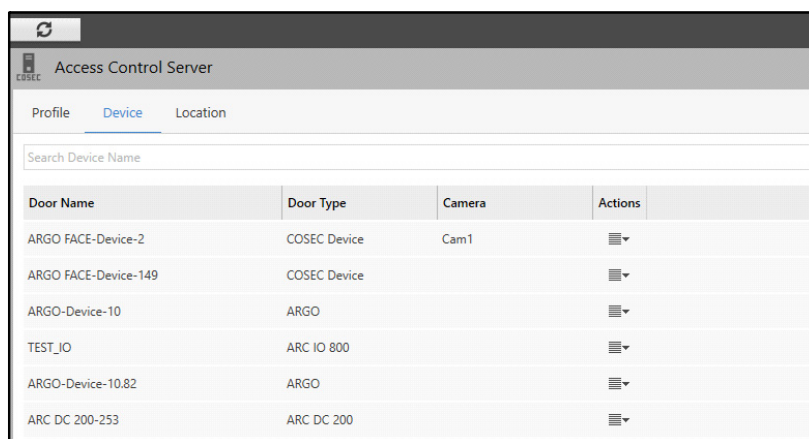 COSEC Access Control Server
Profile Device Location
Search Device Name
Door Name Door Type Camera Actions
ARGO FACE-Device-2 COSEC Device Cam1
ARGO FACE-Device-149 COSEC Device
ARGO-Device-10 ARGO
TEST_IO ARC IO 800
ARGO-Device-10.82 ARGO
ARC DC 200-253 ARC DC 200